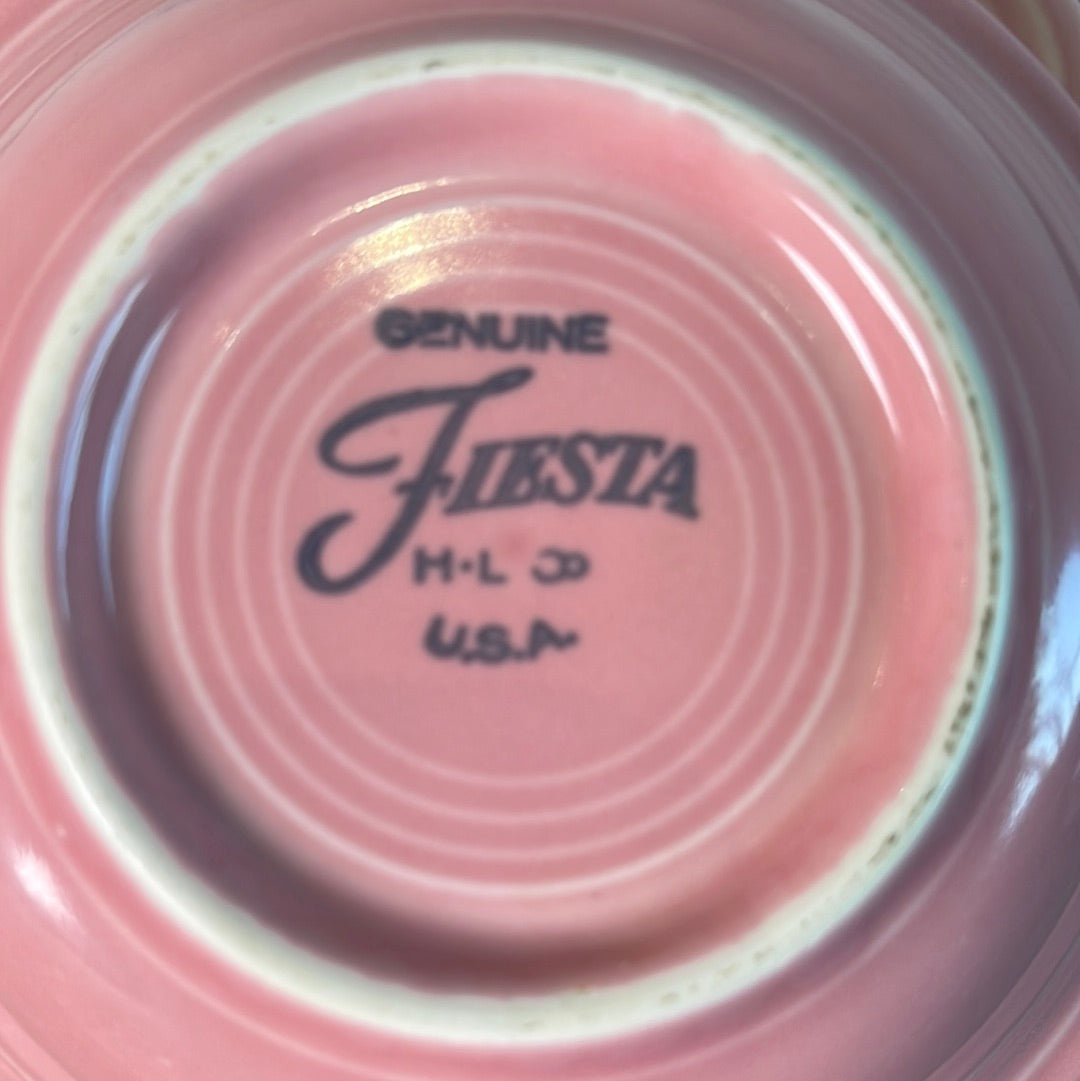 GENUINE
FIESTA
H·L CO
U.S.A.